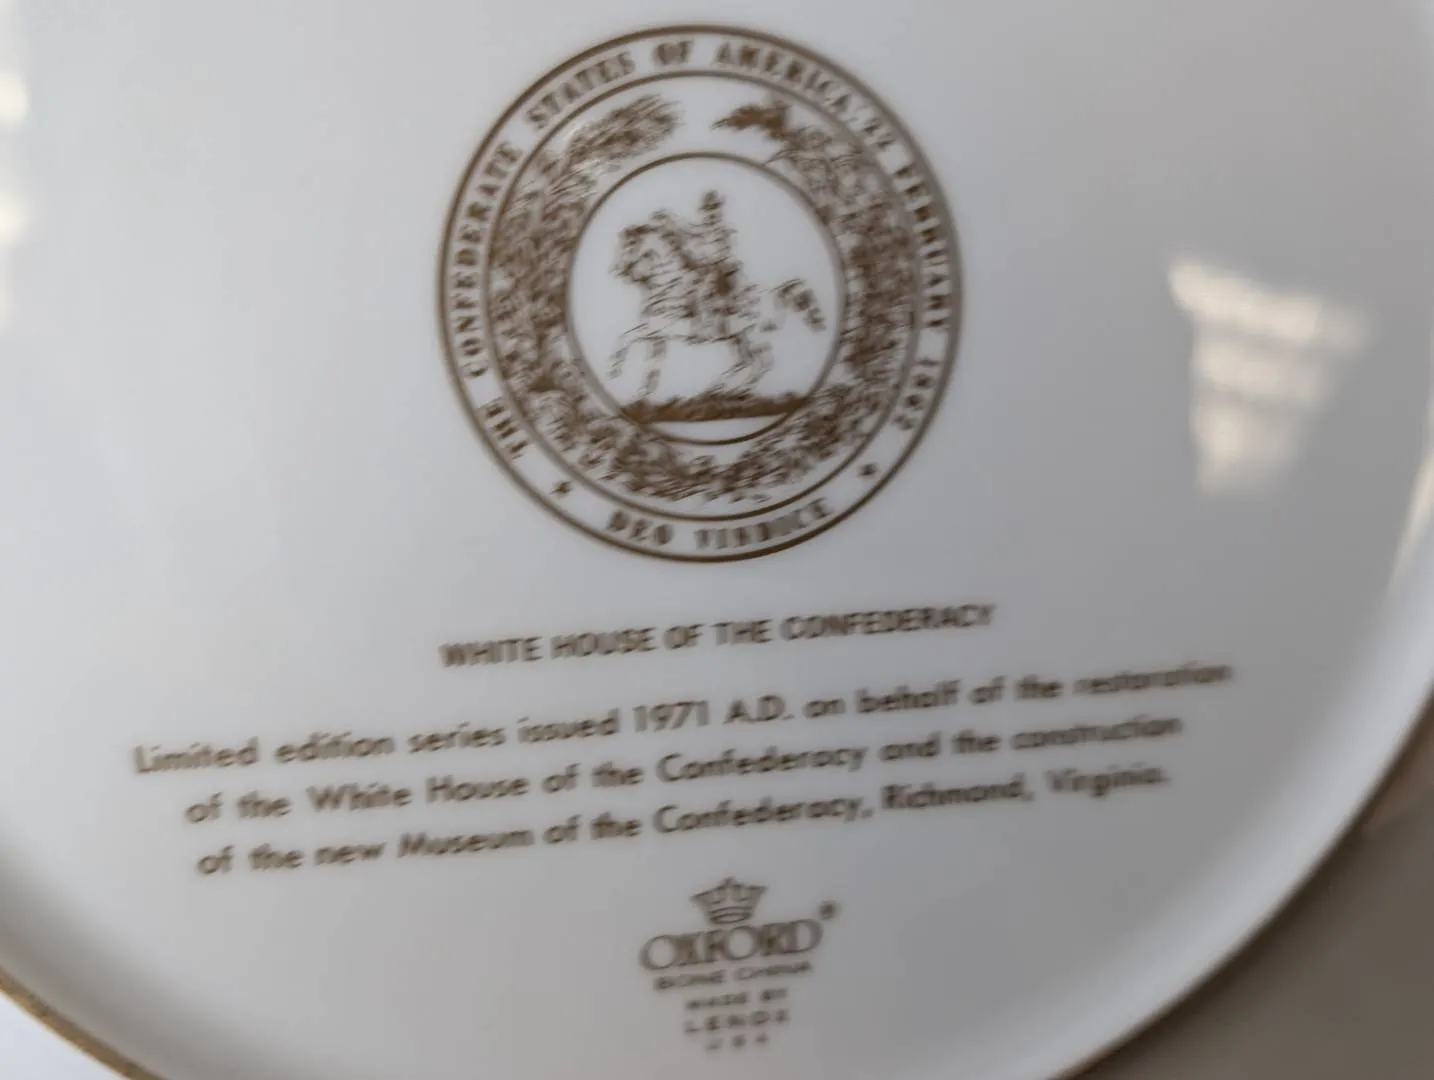 THE CONFEDERATE STATES OF AMERICA. 22 FEBRUARY 1862
DEO VINDICE
WHITE HOUSE OF THE CONFEDERACY
Limited edition series issued 1971 A.D. on behalf of the restoration
of the White House of the Confederacy and the construction
of the new Museum of the Confederacy, Richmond, Virginia.
OXFORD®
BONE CHINA
MADE BY
LENOX
USA